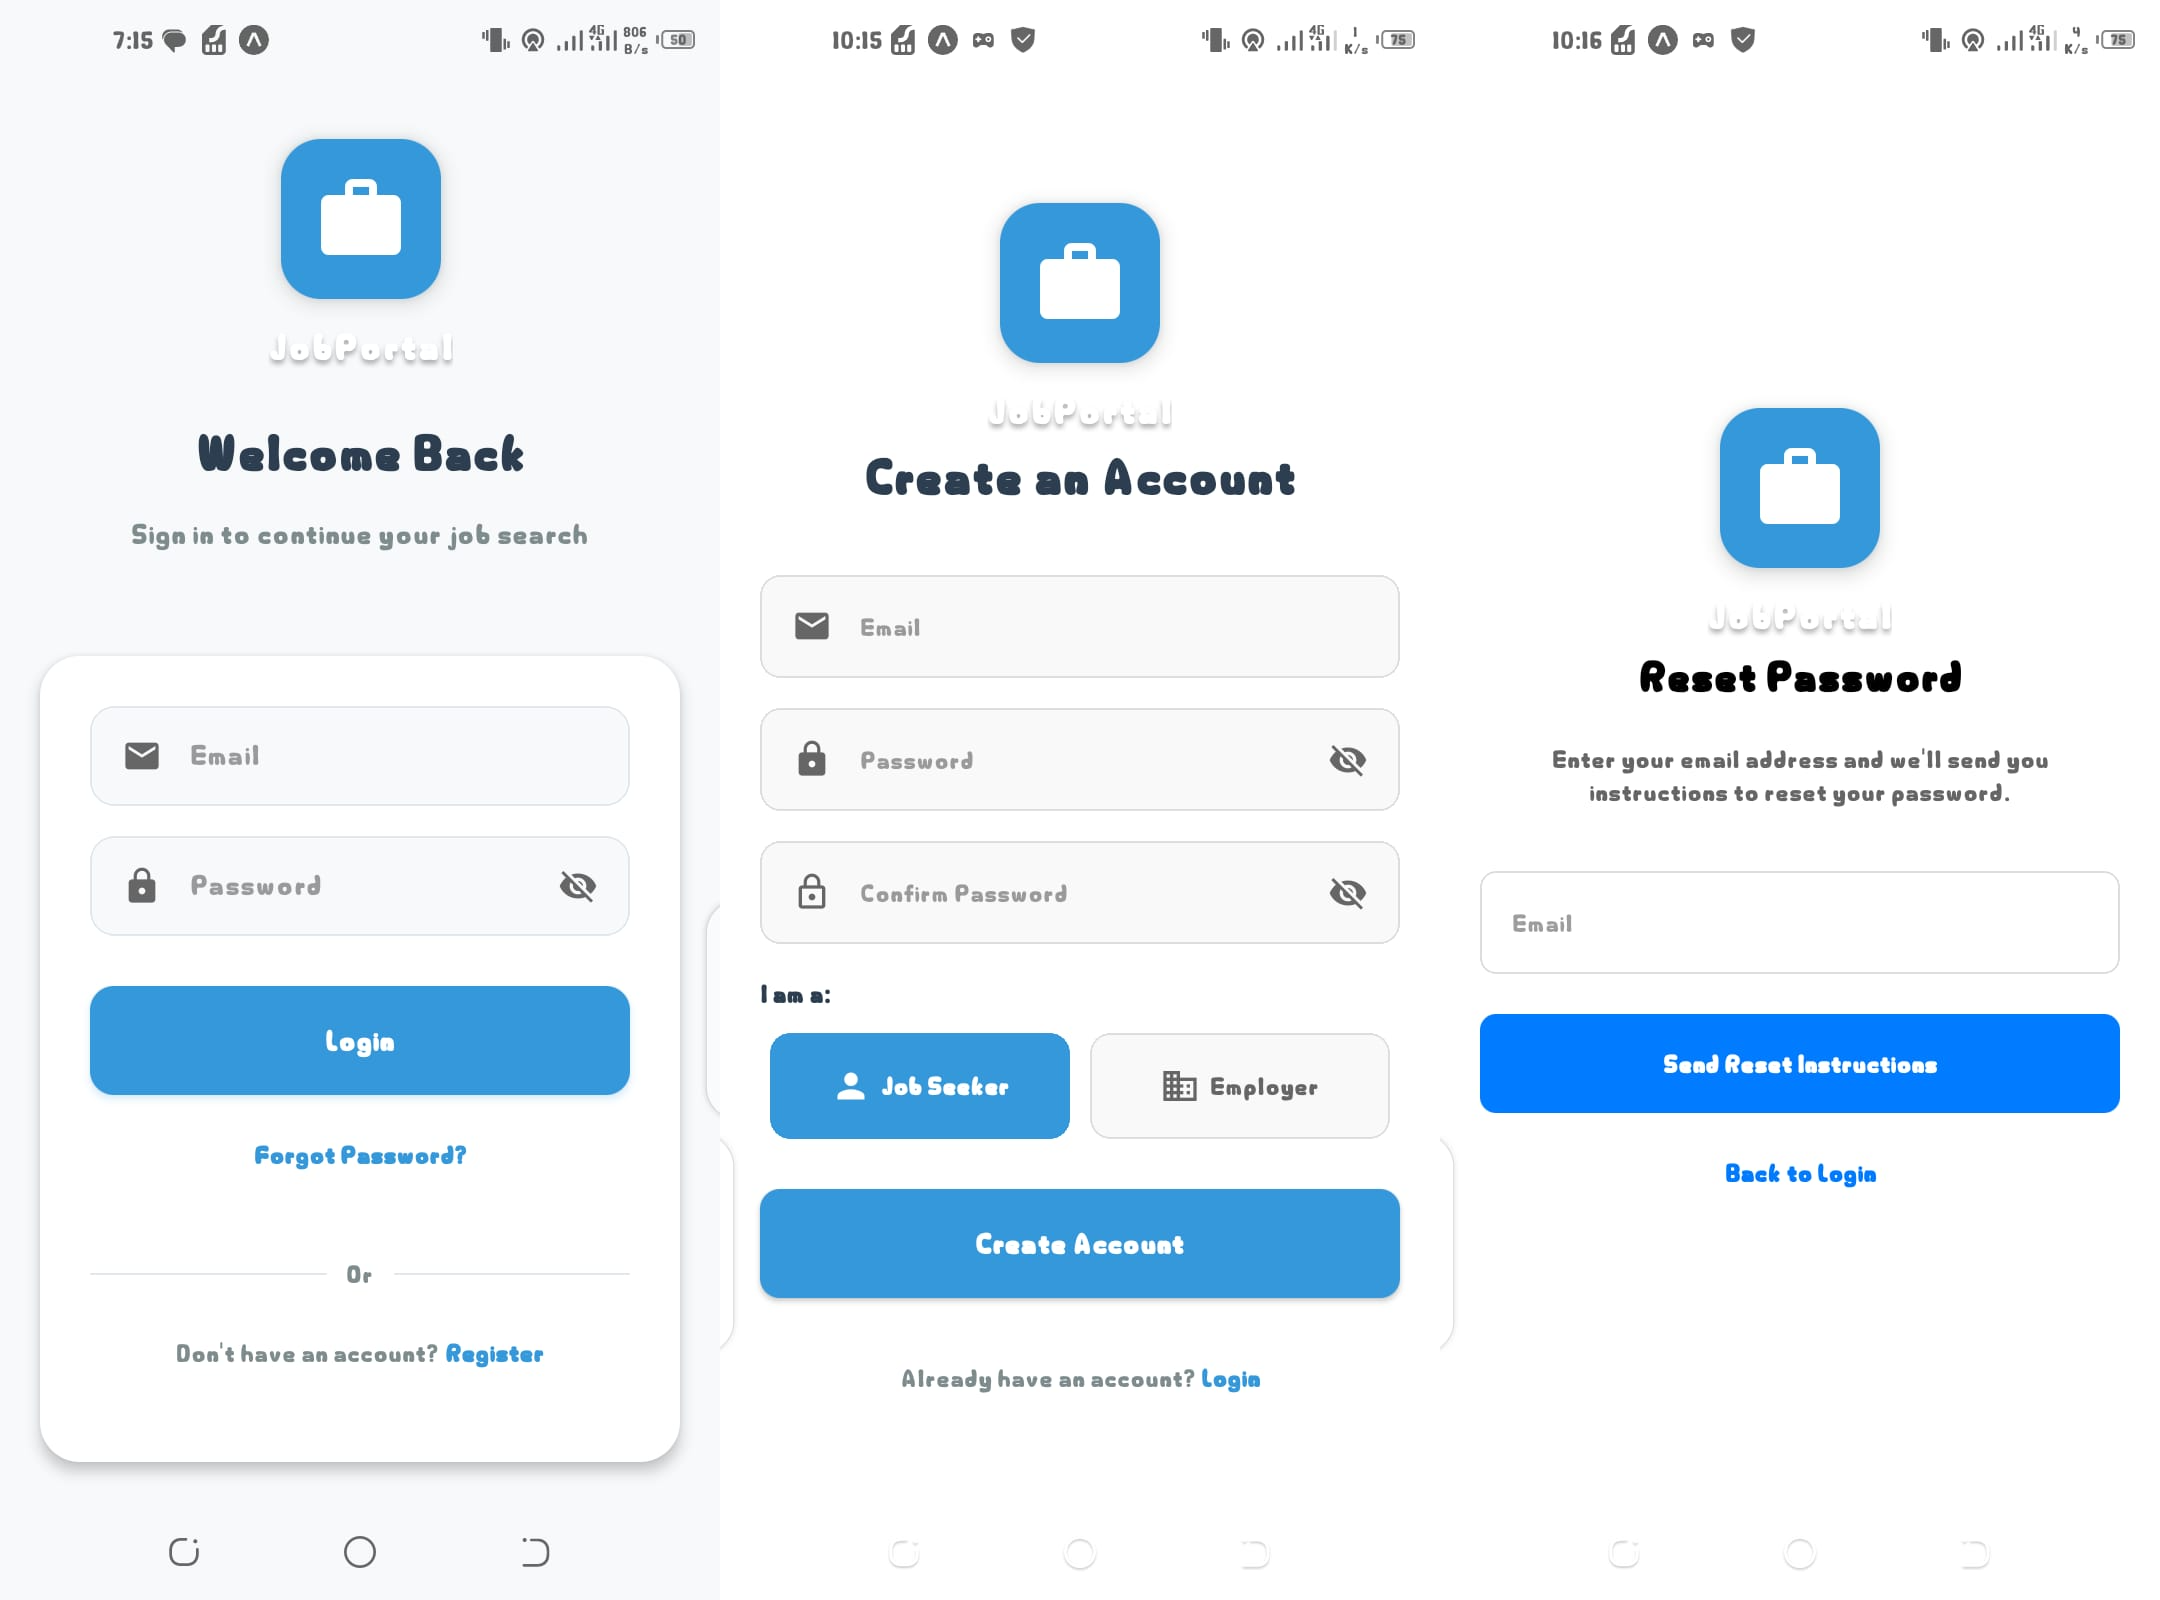 7:15
4G
806
B/s
50
JobPortal
Welcome Back
Sign in to continue your job search
Email
Password
Login
Forgot Password?
Or
Don't have an account? Register
10:15
4G
1
K/s
75
JobPortal
Create an Account
Email
Password
Confirm Password
I am a:
Job Seeker
Employer
Create Account
Already have an account? Login
10:16
4G
4
K/s
75
JobPortal
Reset Password
Enter your email address and we'll send you
instructions to reset your password.
Email
Send Reset Instructions
Back to Login